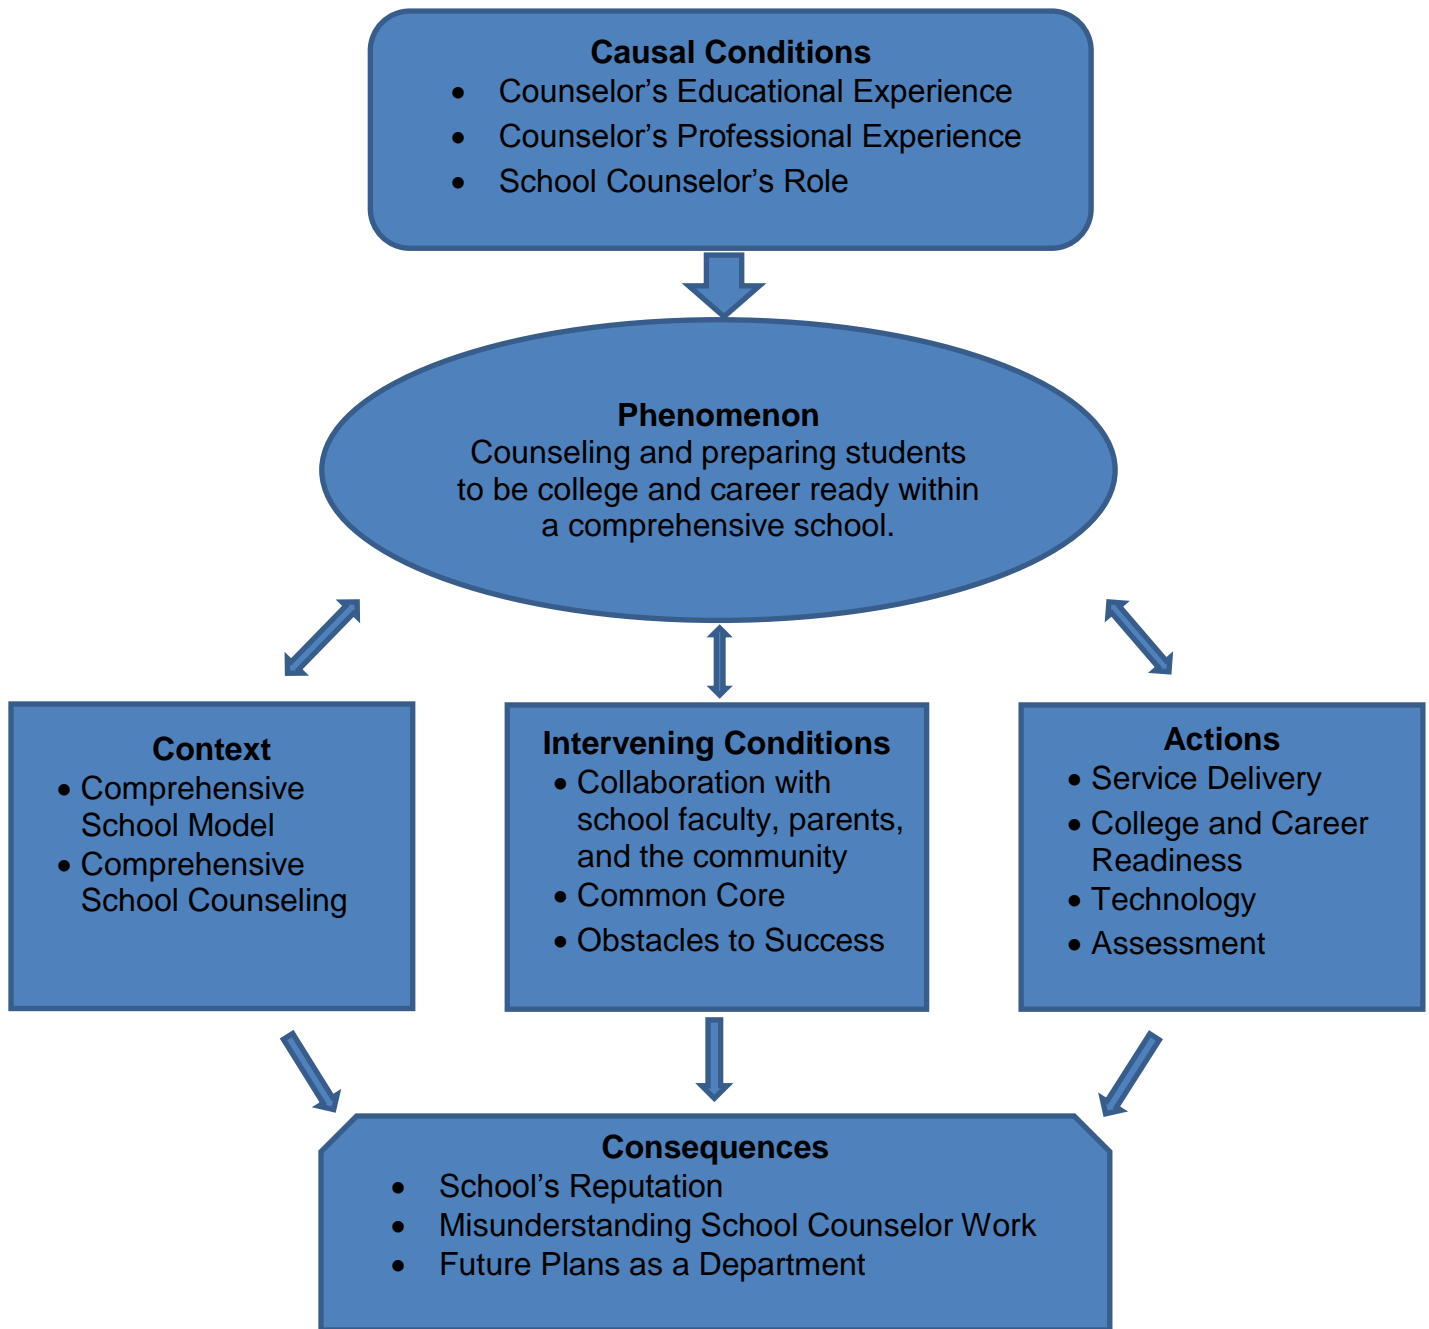 Causal Conditions
• Counselor’s Educational Experience
• Counselor’s Professional Experience
• School Counselor’s Role
Phenomenon
Counseling and preparing students
to be college and career ready within
a comprehensive school.
Context
• Comprehensive
School Model
• Comprehensive
School Counseling
Intervening Conditions
• Collaboration with
school faculty, parents,
and the community
• Common Core
• Obstacles to Success
Actions
• Service Delivery
• College and Career
Readiness
• Technology
• Assessment
Consequences
• School’s Reputation
• Misunderstanding School Counselor Work
• Future Plans as a Department